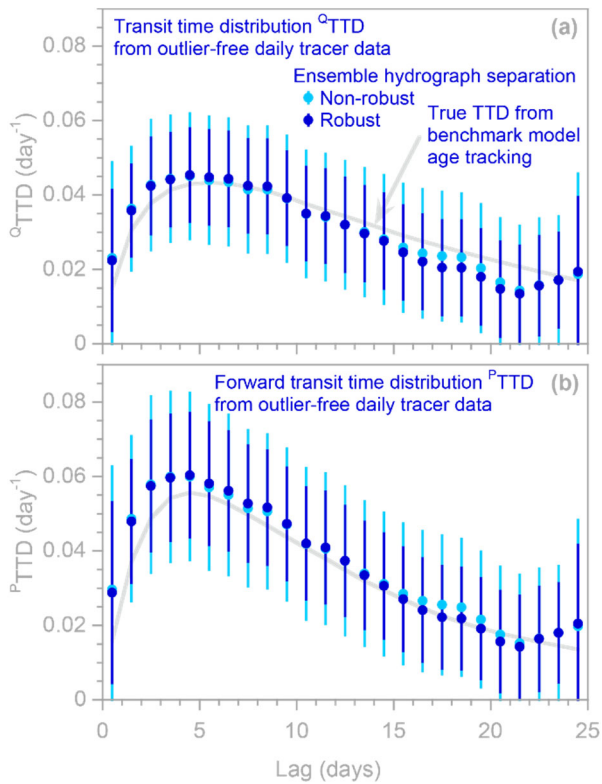 Transit time distribution QTTD
from outlier-free daily tracer data
(a)
Ensemble hydrograph separation
Non-robust
Robust
True TTD from
benchmark model
age tracking
QTTD (day-1)
0.08
0.06
0.04
0.02
0
Forward transit time distribution PTTD
from outlier-free daily tracer data
(b)
PTTD (day-1)
0.08
0.06
0.04
0.02
0
0 5 10 15 20 25
Lag (days)